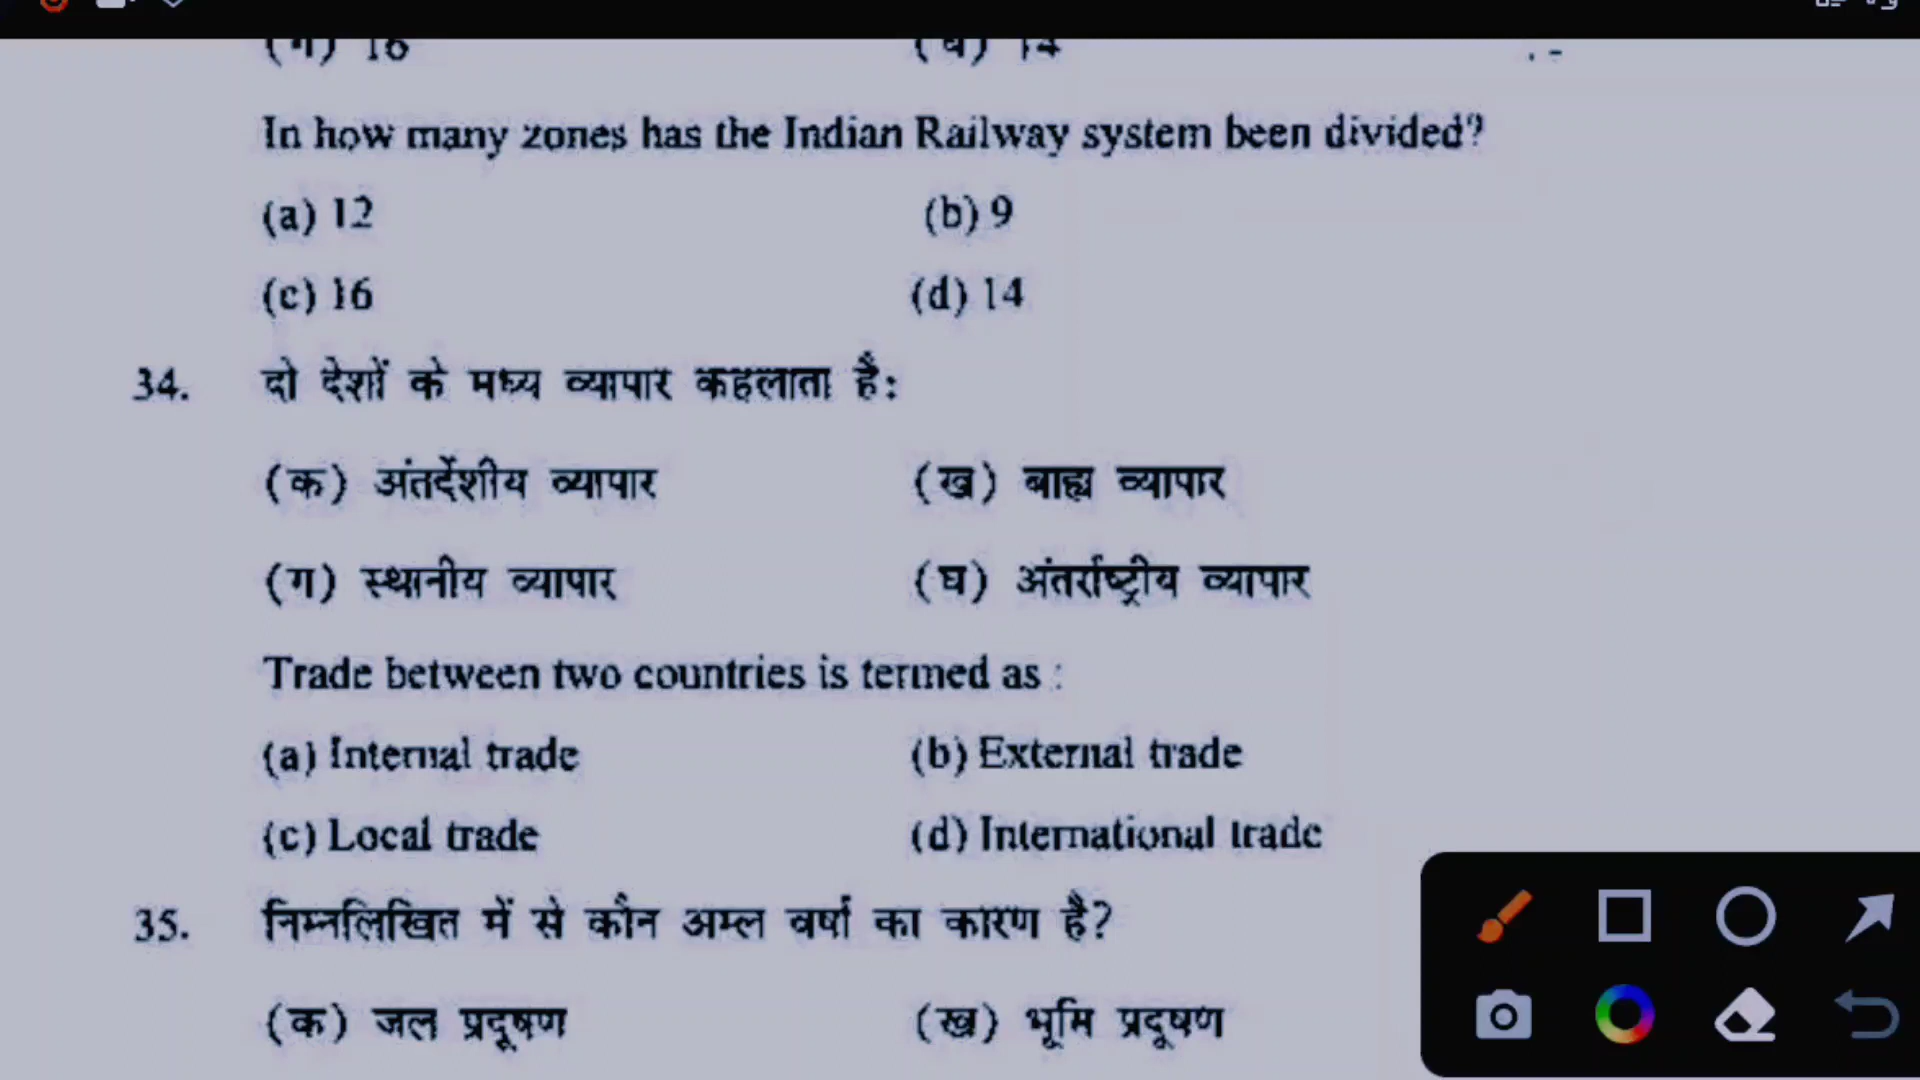 (ग) 16 (घ) 14
In how many zones has the Indian Railway system been divided?
(a) 12 (b) 9
(c) 16 (d) 14
34. दो देशों के मध्य व्यापार कहलाता है:
(क) अंतर्देशीय व्यापार (ख) बाह्य व्यापार
(ग) स्थानीय व्यापार (घ) अंतर्राष्ट्रीय व्यापार
Trade between two countries is termed as :
(a) Internal trade (b) External trade
(c) Local trade (d) International trade
35. निम्नलिखित में से कौन अम्ल वर्षा का कारण है?
(क) जल प्रदूषण (ख) भूमि प्रदूषण